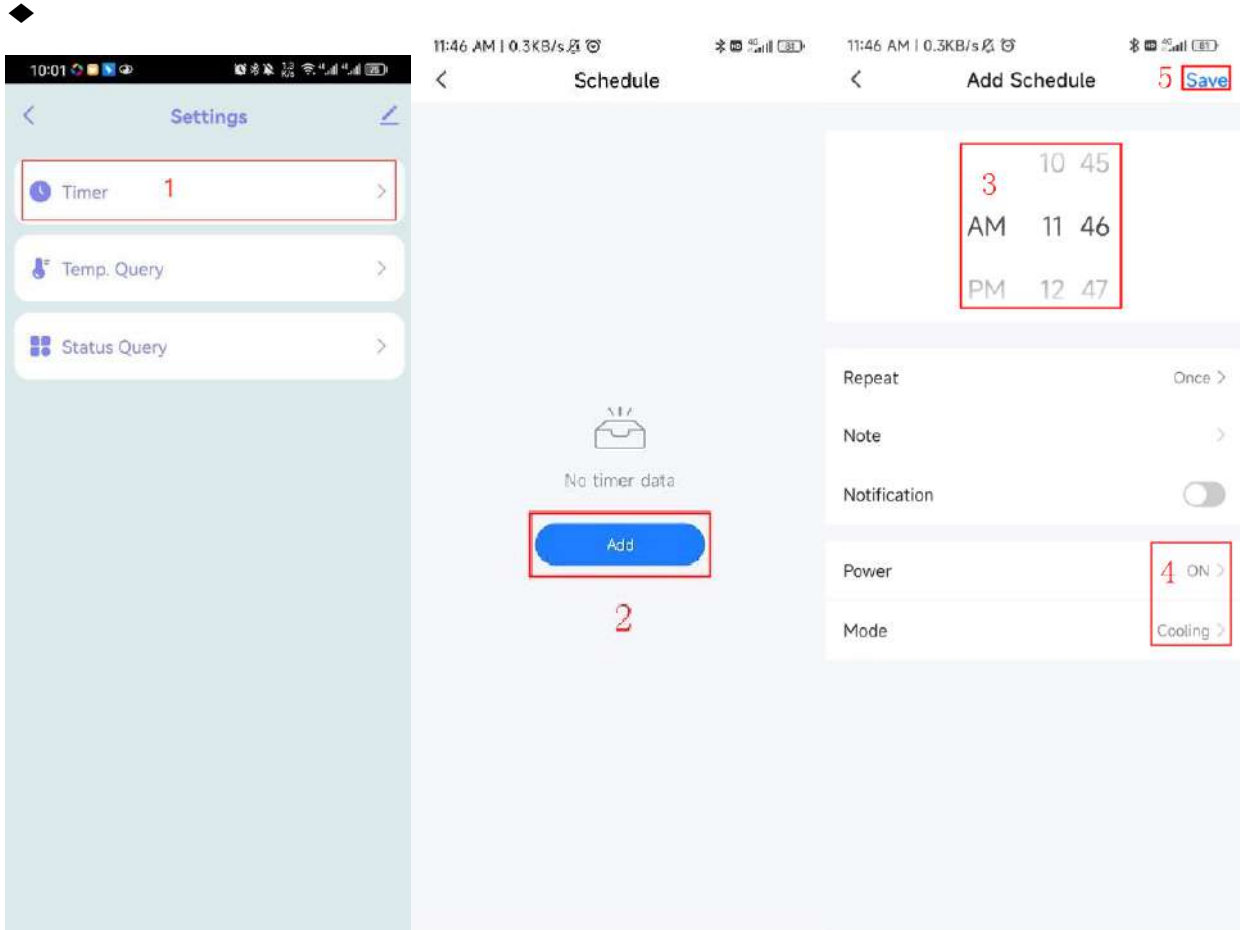 10:01
Settings
Timer 1
Temp. Query
Status Query
11:46 AM | 0.3KB/s
Schedule
No timer data
Add
2
11:46 AM | 0.3KB/s
Add Schedule 5 Save
10 45
3
AM 11 46
PM 12 47
Repeat Once
Note
Notification
Power 4 ON
Mode Cooling